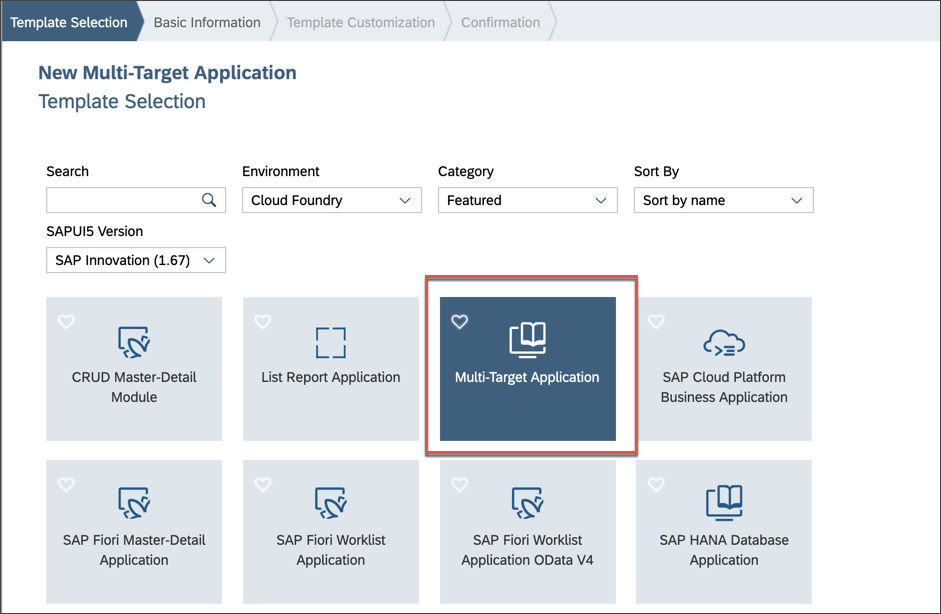 Template Selection
Basic Information
Template Customization
Confirmation
New Multi-Target Application
Template Selection
Search
Environment
Category
Sort By
Cloud Foundry
Featured
Sort by name
SAPUI5 Version
SAP Innovation (1.67)
CRUD Master-Detail
Module
List Report Application
Multi-Target Application
SAP Cloud Platform
Business Application
SAP Fiori Master-Detail
Application
SAP Fiori Worklist
Application
SAP Fiori Worklist
Application OData V4
SAP HANA Database
Application